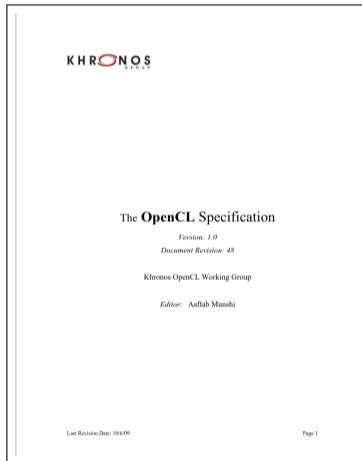 KHRONOS
GROUP
The OpenCL Specification
Version: 1.0
Document Revision: 48
Khronos OpenCL Working Group
Editor: Aaftab Munshi
Last Revision Date: 10/6/09 Page 1